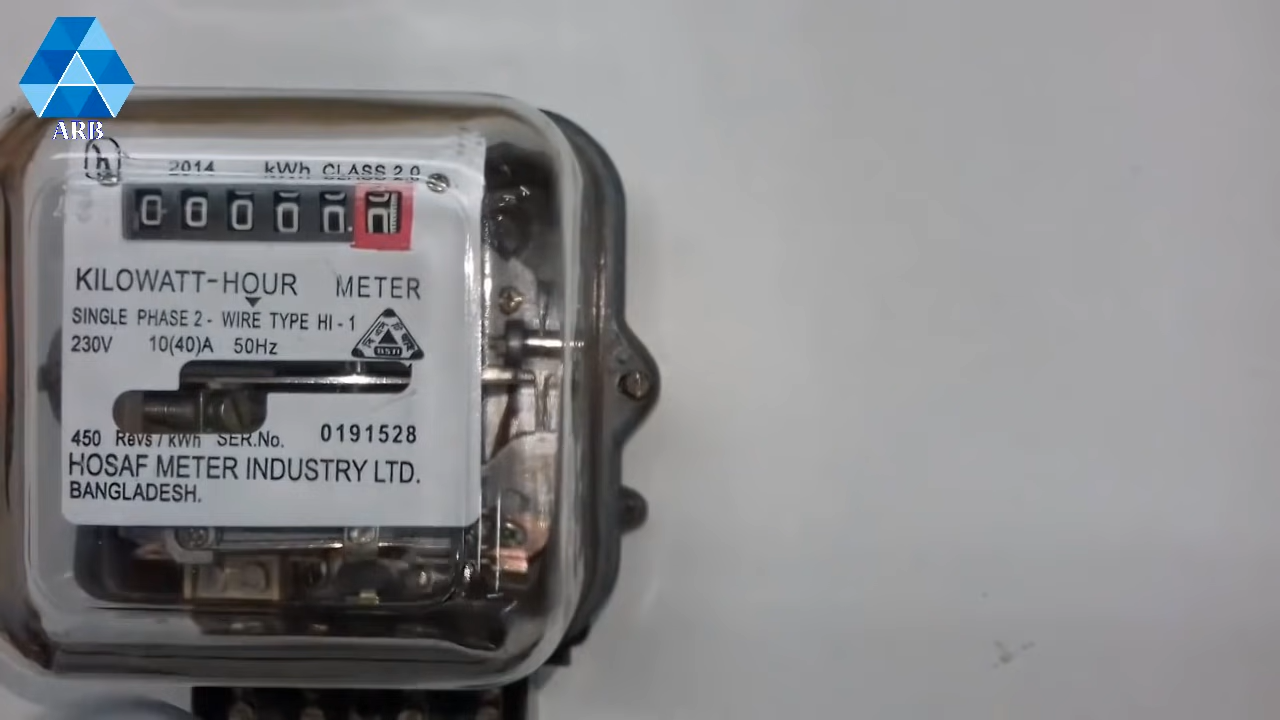 ARB
h
2014 kWh CLASS 2.0
0 0 0 0
KILOWATT-HOUR METER
SINGLE PHASE 2 - WIRE TYPE HI - 1
230V 10(40)A 50Hz
BSTI
450 Revs / kWh SER.No. 0191528
HOSAF METER INDUSTRY LTD.
BANGLADESH.